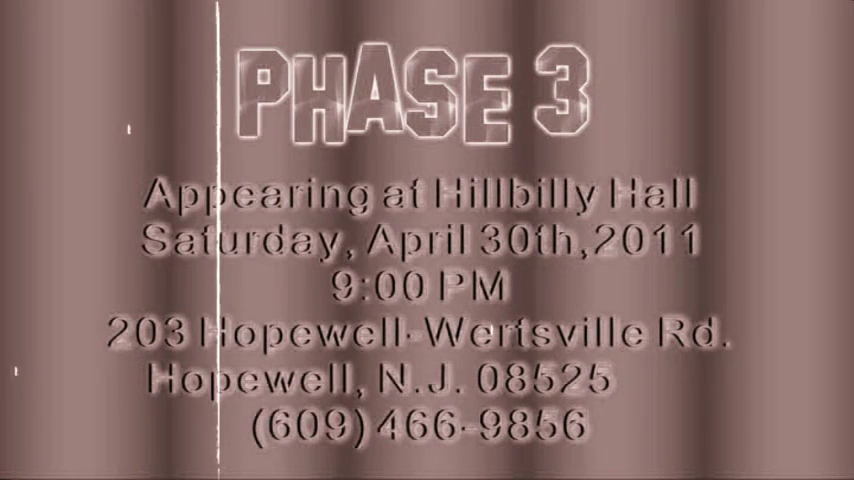 PHASE 3
Appearing at Hillbilly Hall
Saturday, April 30th,2011
9:00 PM
203 Hopewell-Wertsville Rd.
Hopewell, N.J. 08525
(609) 466-9856